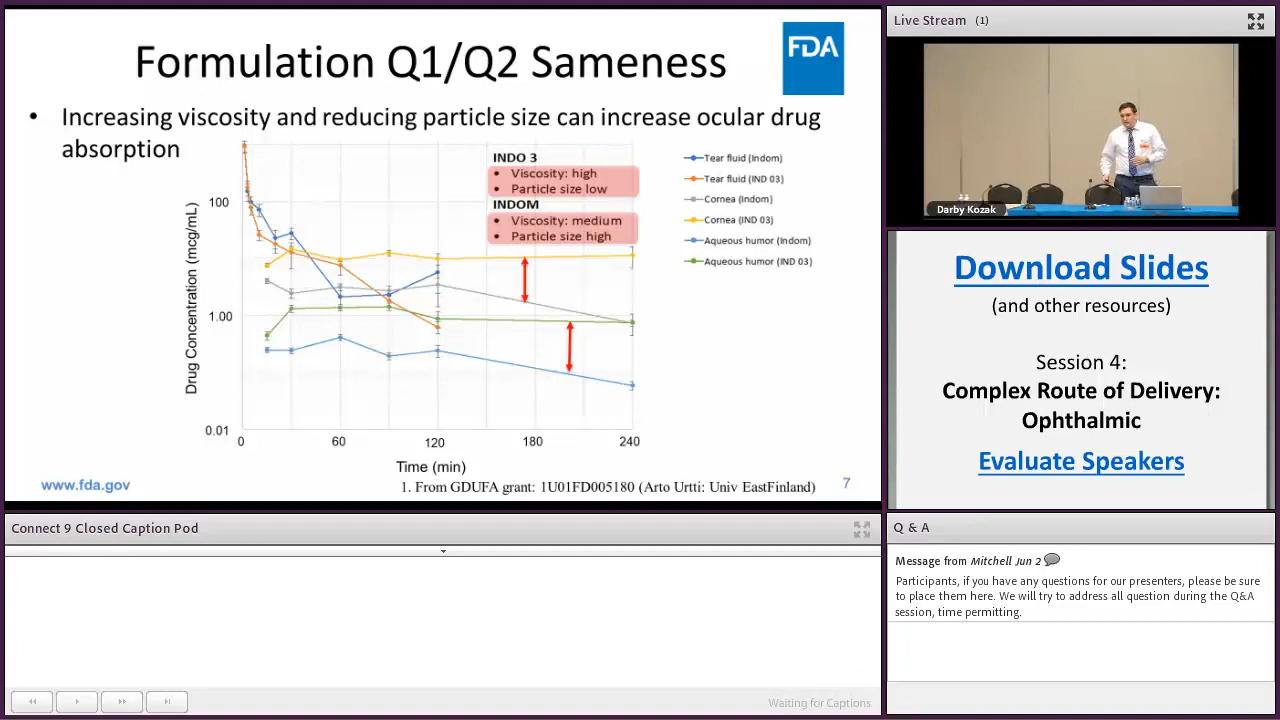 Formulation Q1/Q2 Sameness
FDA
• Increasing viscosity and reducing particle size can increase ocular drug
absorption
INDO 3
• Viscosity: high
• Particle size low
INDOM
• Viscosity: medium
• Particle size high
Tear fluid (Indom)
Tear fluid (IND 03)
Cornea (Indom)
Cornea (IND 03)
Aqueous humor (Indom)
Aqueous humor (IND 03)
Drug Concentration (mcg/mL)
100
1.00
0.01
0
60
120
180
240
Time (min)
1. From GDUFA grant: 1U01FD005180 (Arto Urtti: Univ EastFinland)
www.fda.gov
7
Live Stream (1)
Darby Kozak
Download Slides
(and other resources)
Session 4:
Complex Route of Delivery:
Ophthalmic
Evaluate Speakers
Connect 9 Closed Caption Pod
Waiting for Captions
Q & A
Message from Mitchell Jun 2
Participants, if you have any questions for our presenters, please be sure
to place them here. We will try to address all question during the Q&A
session, time permitting.